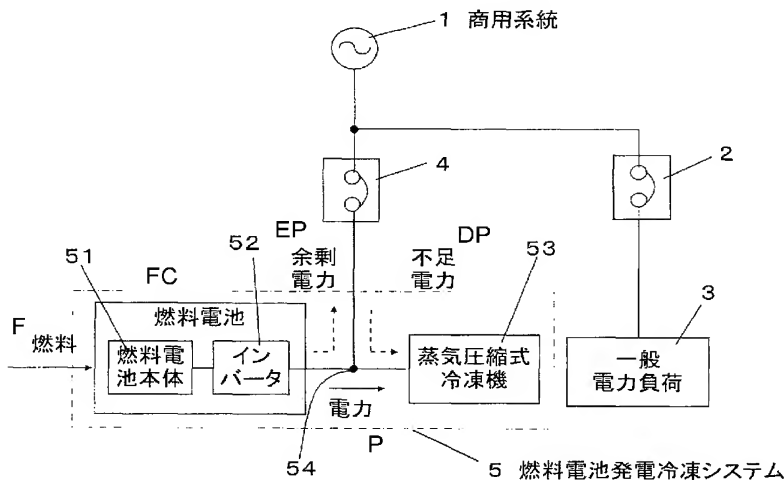 1 商用系統
4
2
EP
余剰
電力
DP
不足
電力
51
52
53
FC
3
F
燃料
燃料電池
燃料電
池本体
イン
バータ
蒸気圧縮式
冷凍機
一般
電力負荷
電力
54
P
5 燃料電池発電冷凍システム